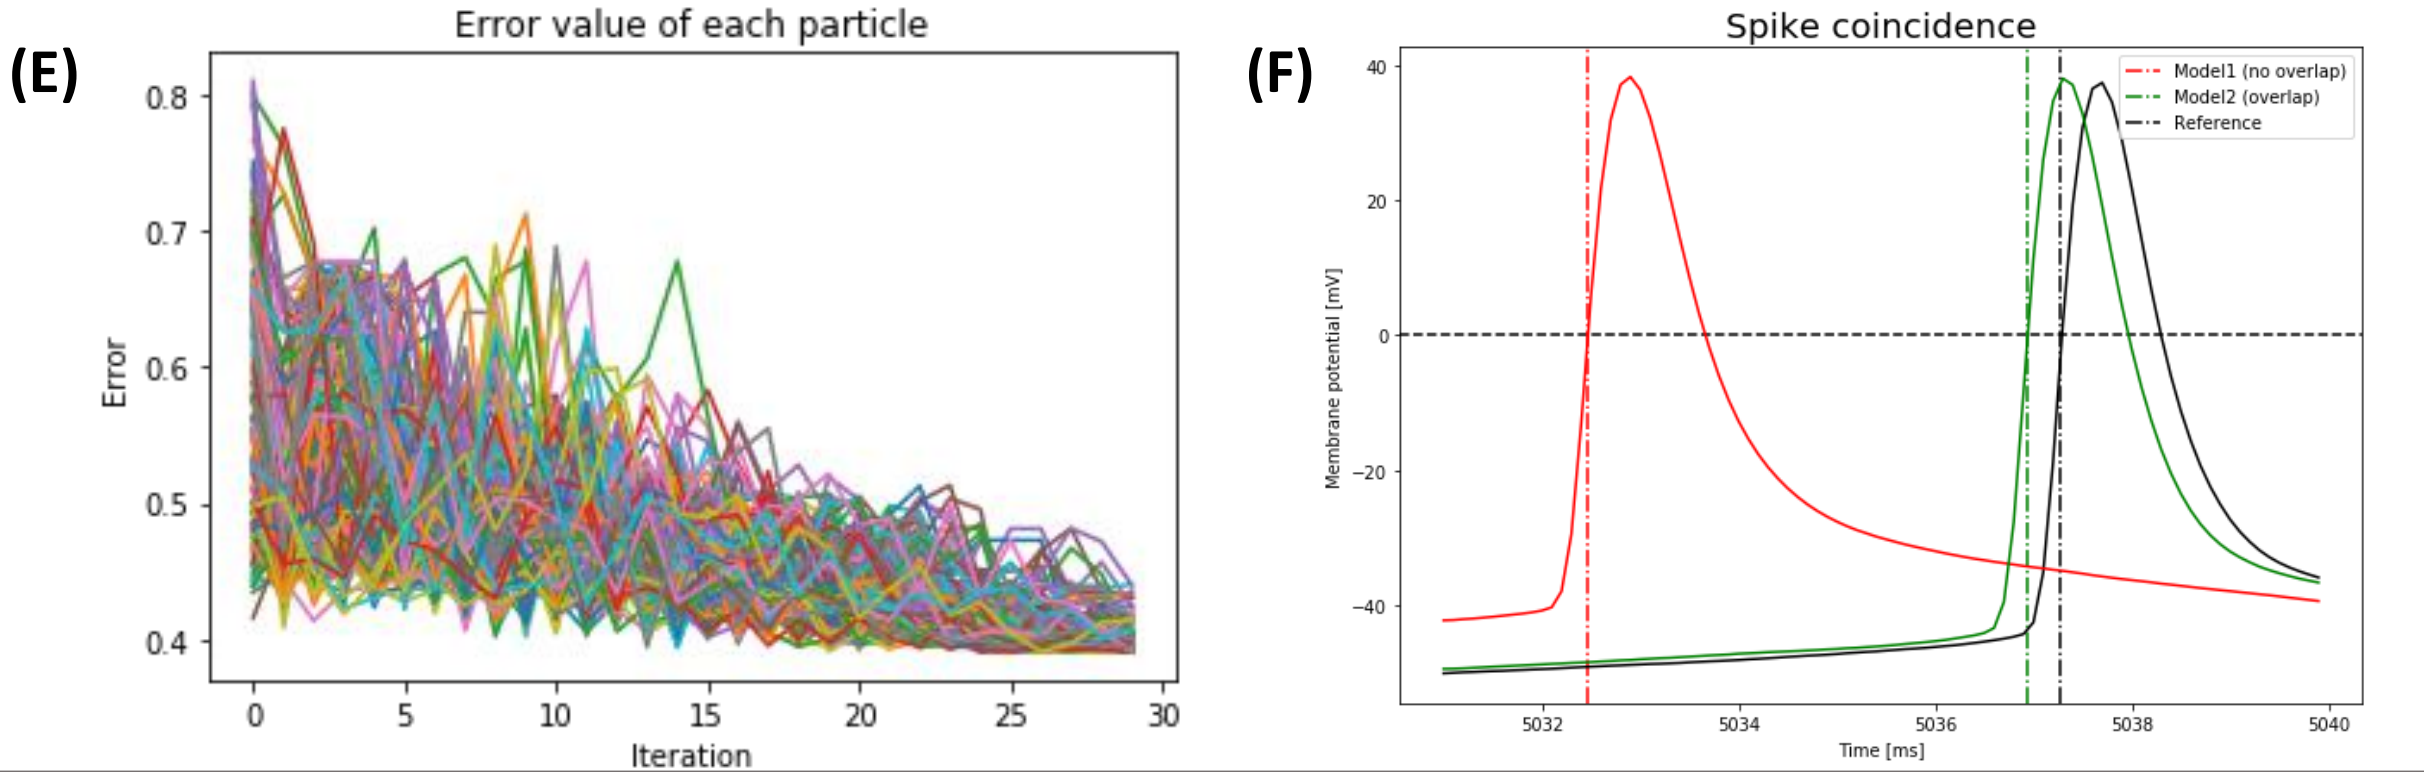 (E)
Error value of each particle
Error
0.8
0.7
0.6
0.5
0.4
0 5 10 15 20 25 30
Iteration
(F)
Spike coincidence
Membrane potential [mV]
40
20
0
−20
−40
Model1 (no overlap)
Model2 (overlap)
Reference
5032 5034 5036 5038 5040
Time [ms]